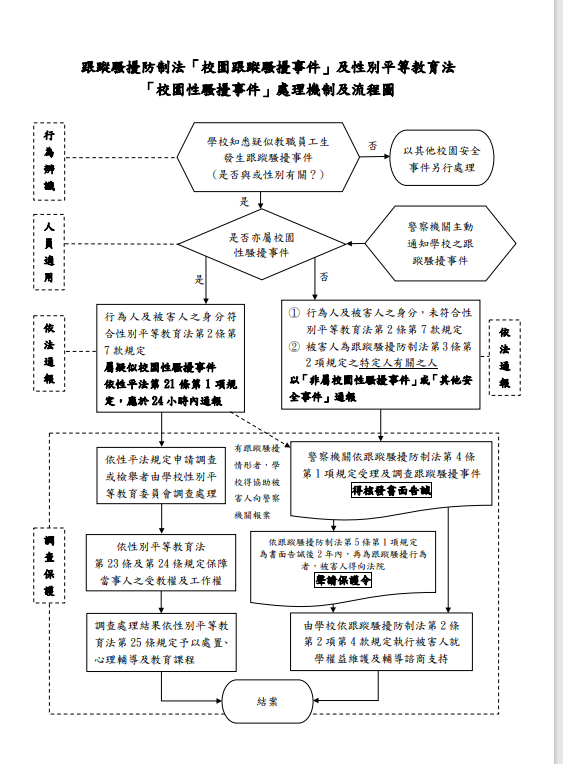 跟蹤騷擾防制法「校園跟蹤騷擾事件」及性別平等教育法
「校園性騷擾事件」處理機制及流程圖
行
為
辨
識
學校知悉疑似教職員工生
發生跟蹤騷擾事件
(是否與或性別有關？)
否
以其他校園安全
事件另行處理
是
人
員
適
用
是否亦屬校園
性騷擾事件
警察機關主動
通知學校之跟
蹤騷擾事件
是
否
依
法
通
報
行為人及被害人之身分符
合性別平等教育法第2條第
7款規定
屬疑似校園性騷擾事件
依性平法第21條第1項規
定，處於24小時內通報
① 行為人及被害人之身分，未符合性
別平等教育法第2條第7款規定
② 被害人為跟蹤騷擾防制法第3條第
2項規定之特定人有關之人
以「非屬校園性騷擾事件」或「其他安
全事件」通報
依
法
通
報
調
查
保
護
依性平法規定申請調查
或檢舉者由學校性別平
等教育委員會調查處理
有跟蹤騷擾
情形者，學
校得協助被
害人向警察
機關報案
警察機關依跟蹤騷擾防制法第4條
第1項規定受理及調查跟蹤騷擾事件
得核發書面告誡
依性別平等教育法
第23條及第24條規定保障
當事人之受教權及工作權
依跟蹤騷擾防制法第5條第1項規定
為書面告誡後2年內，再為跟蹤騷擾行為
者，被害人得向法院
聲請保護令
調查處理結果依性別平等教
育法第25條規定予以處置、
心理輔導及教育課程
由學校依跟蹤騷擾防制法第2條
第2項第4款規定執行被害人就
學權益維護及輔導諮商支持
結案